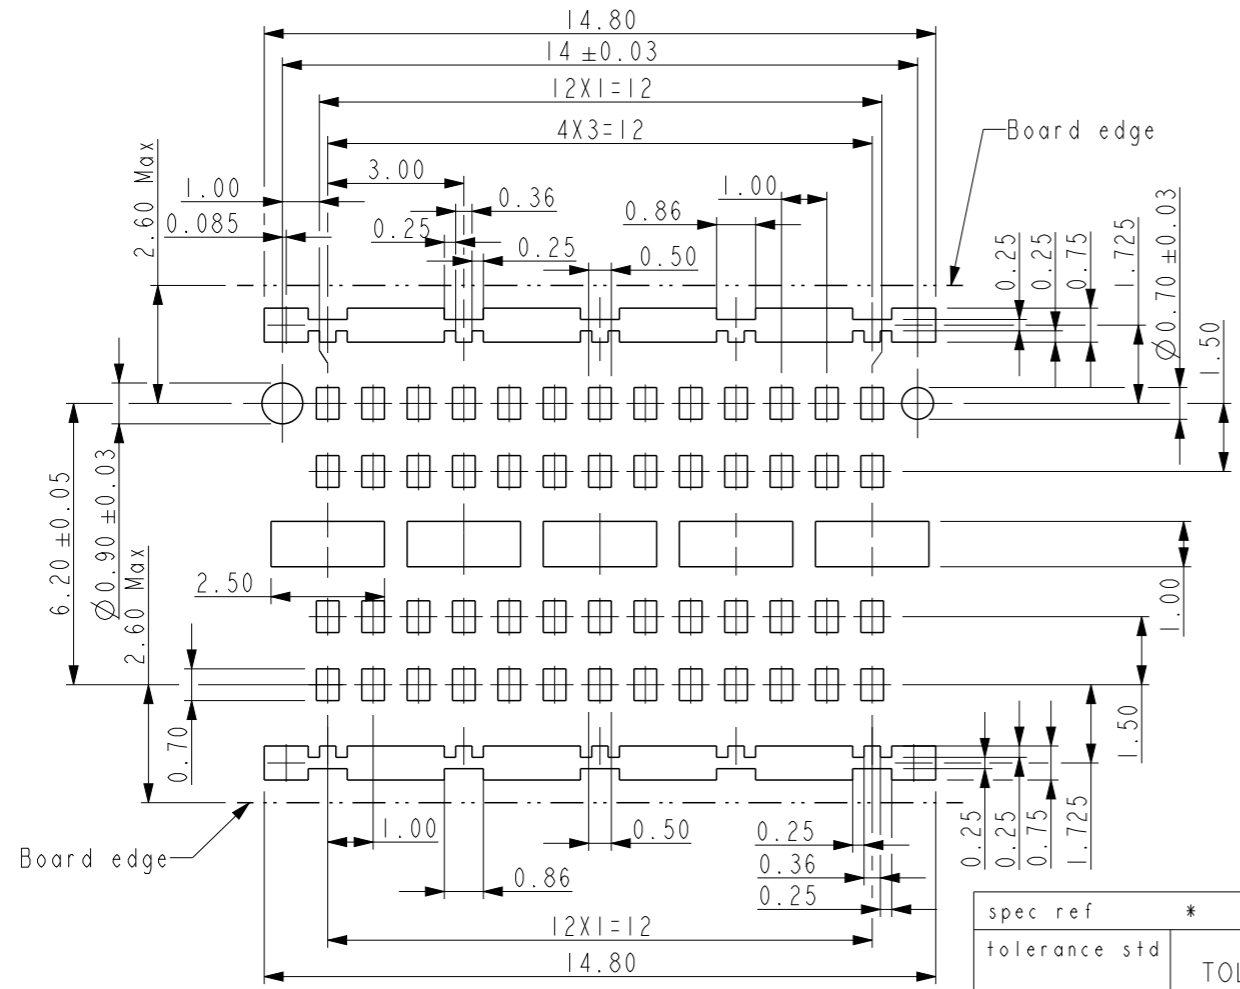 14.80
14 ±0.03
12X1=12
4X3=12
Board edge
3.00
1.00
0.36
1.00
0.86
2.60 Max
0.085
0.25
0.25
0.50
0.25
0.25
0.75
1.725
Ø0.70 ±0.03
1.50
6.20 ±0.05
Ø0.90 ±0.03
2.60 Max
2.50
1.00
0.70
1.50
1.00
0.50
0.25
0.25
0.25
0.75
1.725
Board edge
0.86
0.36
0.25
12X1=12
14.80
spec ref *
tolerance std
TOL